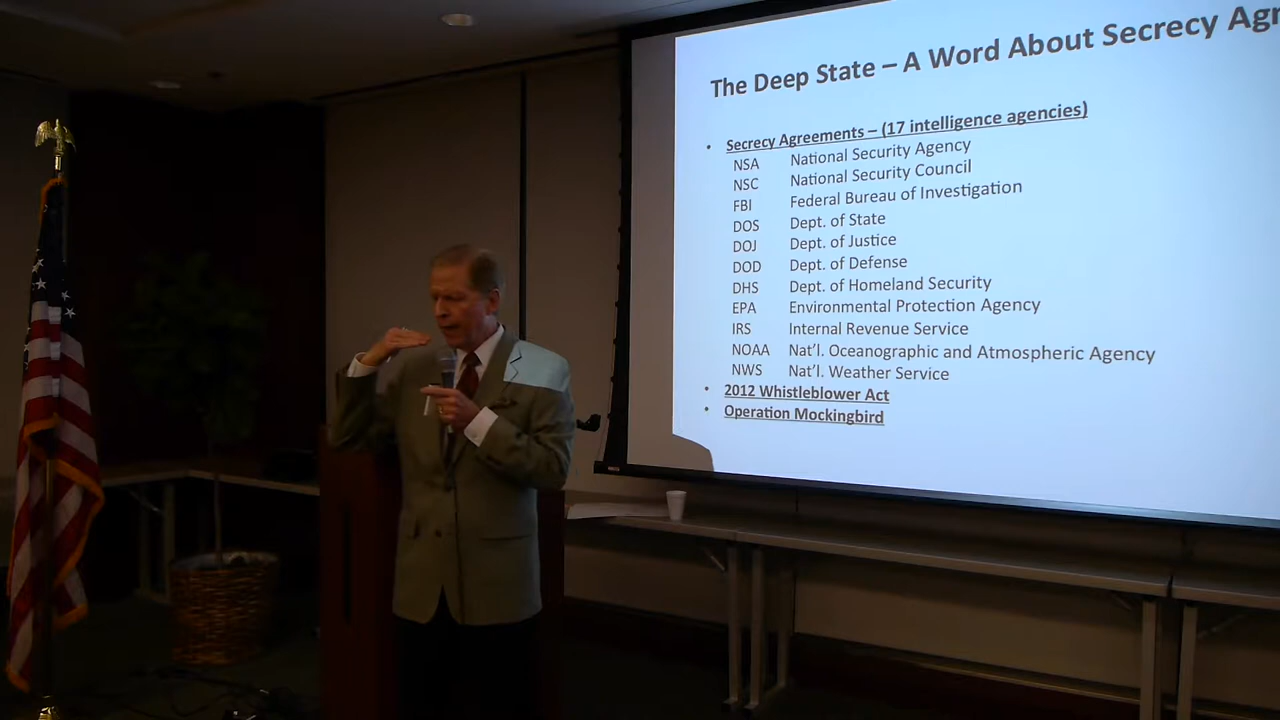 The Deep State – A Word About Secrecy Agr
• Secrecy Agreements – (17 intelligence agencies)
NSA National Security Agency
NSC National Security Council
FBI Federal Bureau of Investigation
DOS Dept. of State
DOJ Dept. of Justice
DOD Dept. of Defense
DHS Dept. of Homeland Security
EPA Environmental Protection Agency
IRS Internal Revenue Service
NOAA Nat'l. Oceanographic and Atmospheric Agency
NWS Nat'l. Weather Service
• 2012 Whistleblower Act
• Operation Mockingbird